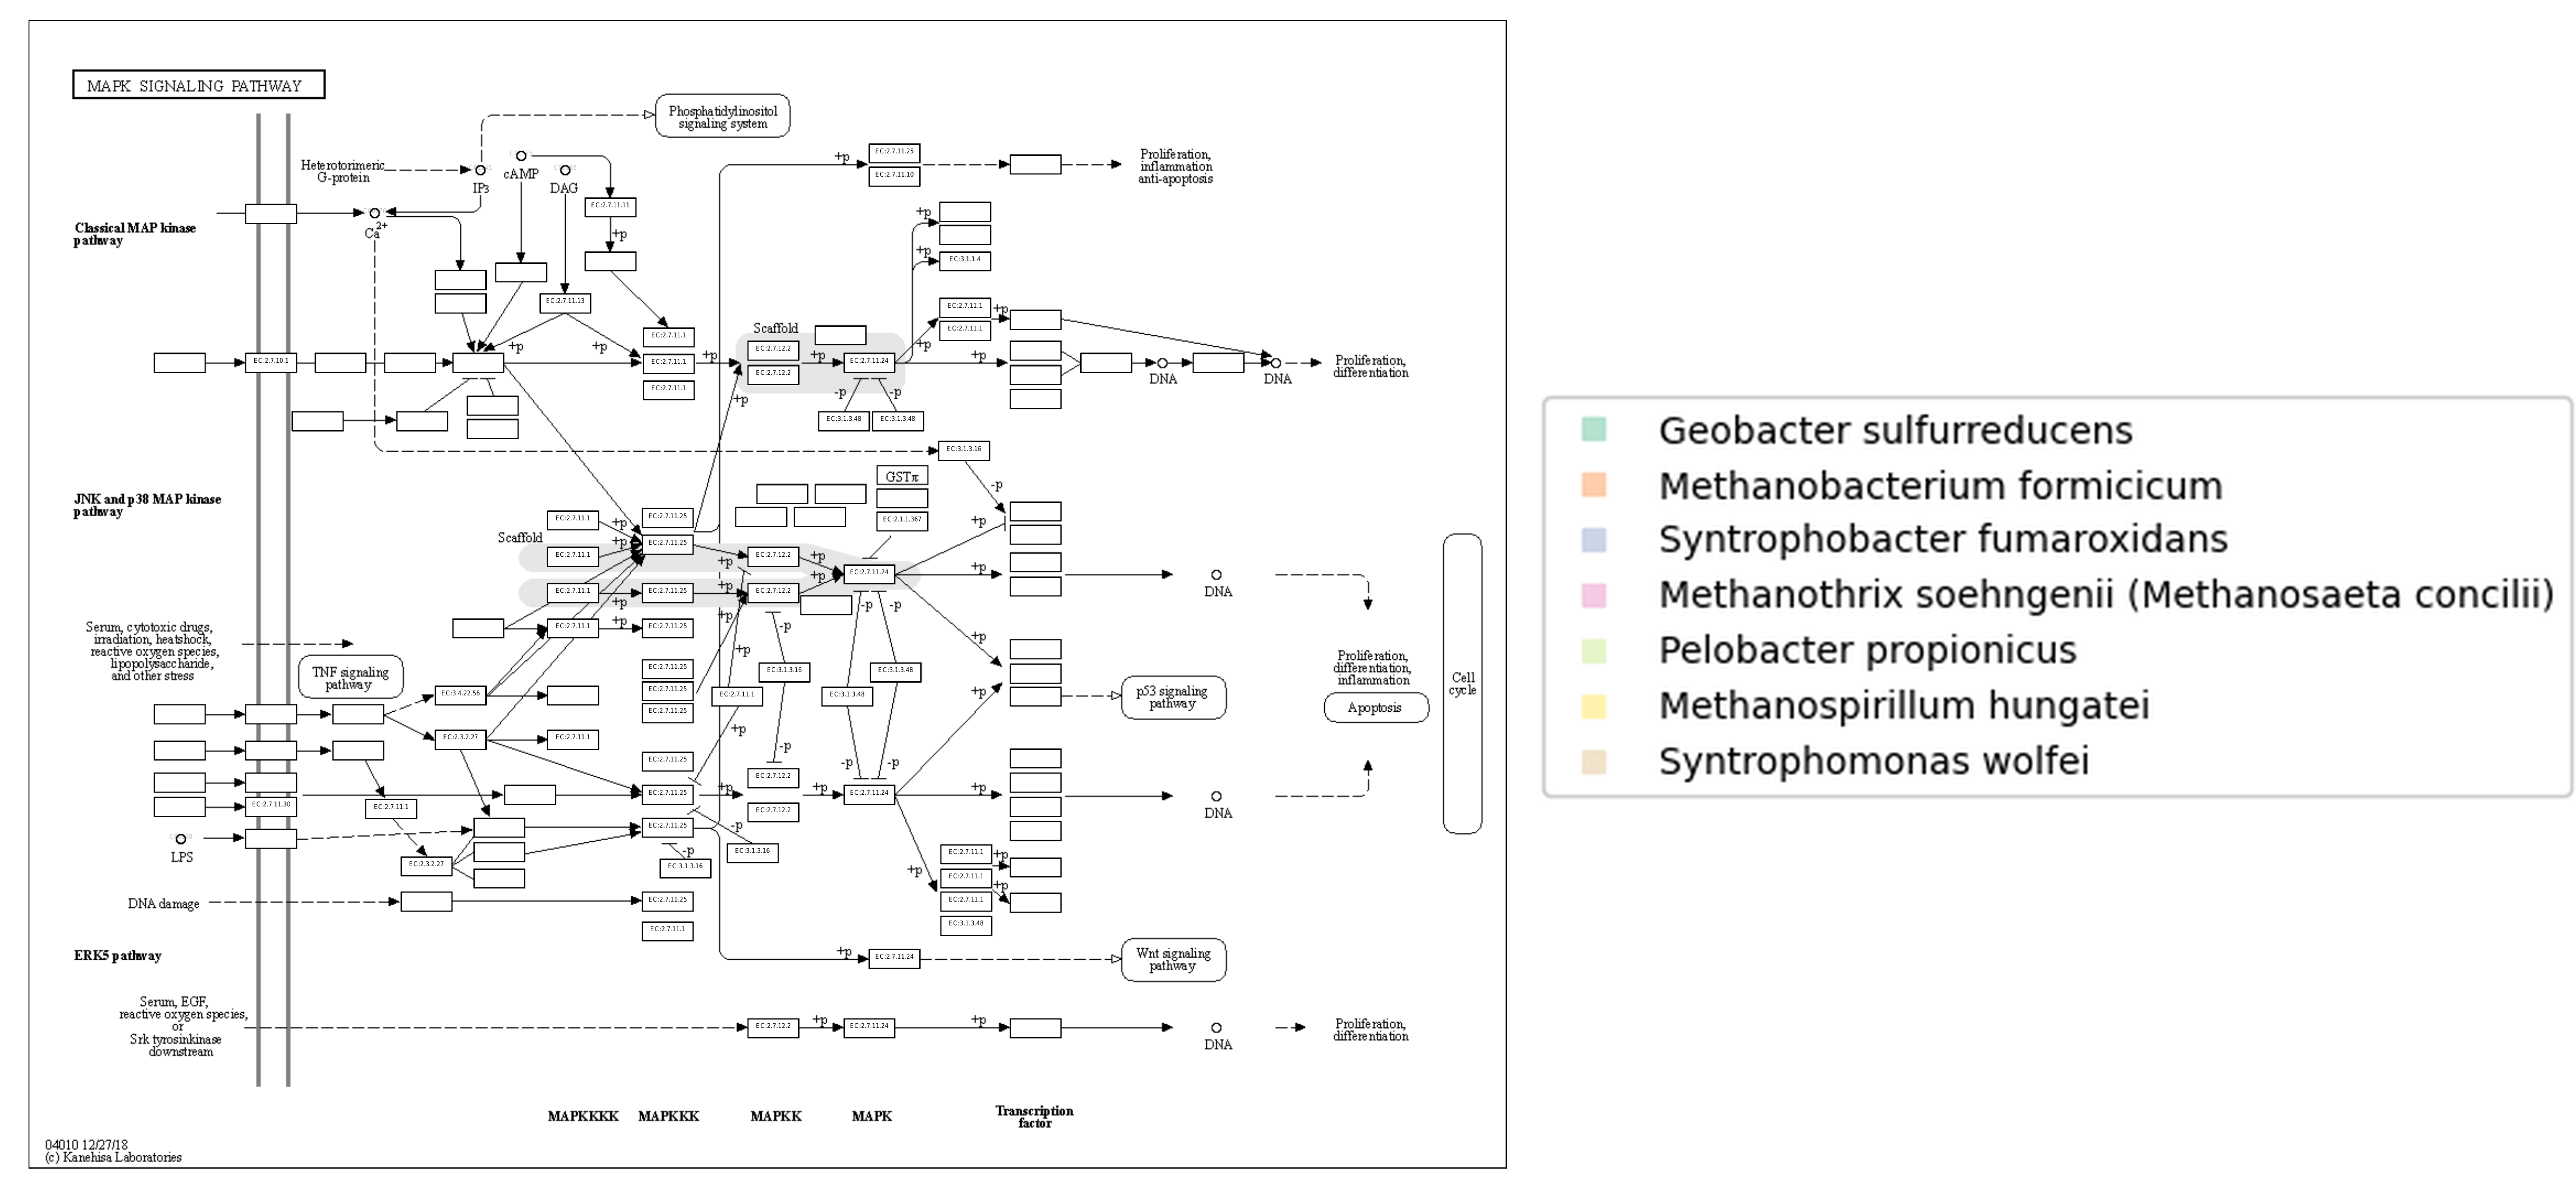 MAPK SIGNALING PATHWAY
Phosphatidylinositol
signaling system
Heterotorimeric
G-protein
IP3
cAMP
DAG
EC:2.7.11.11
+p
+p
EC:2.7.11.25
EC:2.7.11.10
Proliferation,
inflammation
anti-apoptosis
Classical MAP kinase
pathway
Ca2+
+p
+p
EC:3.1.1.4
EC:2.7.11.13
EC:2.7.11.1
EC:2.7.11.1
+p
+p
Scaffold
EC:2.7.11.1
EC:2.7.12.2
EC:2.7.10.1
+p
+p
EC:2.7.11.1
+p
EC:2.7.12.2
+p
EC:2.7.11.24
+p
DNA
DNA
Proliferation,
differentiation
EC:2.7.11.1
+p
-p
-p
EC:3.1.3.48
EC:3.1.3.48
EC:3.1.3.16
-p
JNK and p38 MAP kinase
pathway
GSTπ
EC:2.1.1.367
Scaffold
EC:2.7.11.1
+p
EC:2.7.11.25
+p
EC:2.7.11.1
+p
EC:2.7.11.25
+p
EC:2.7.12.2
+p
EC:2.7.11.24
+p
DNA
EC:2.7.11.1
+p
EC:2.7.11.25
+p
EC:2.7.12.2
+p
-p
-p
EC:2.7.11.1
+p
EC:2.7.11.25
+p
-p
+p
Serum, cytotoxic drugs,
irradiation, heatshock,
reactive oxygen species,
lipopolysaccharide,
and other stress
TNF signaling
pathway
EC:3.4.22.56
EC:2.7.11.25
EC:2.7.11.25
EC:2.7.11.25
+p
EC:2.7.11.1
EC:3.1.3.16
EC:3.1.3.48
EC:3.1.3.48
+p
p53 signaling
pathway
Proliferation,
differentiation,
inflammation
Apoptosis
Cell
cycle
EC:2.3.2.27
EC:2.7.11.1
EC:2.7.11.25
+p
-p
-p
-p
EC:2.7.12.2
EC:2.7.11.30
EC:2.7.11.1
EC:2.7.11.25
+p
EC:2.7.12.2
+p
EC:2.7.11.24
+p
DNA
LPS
EC:2.7.11.25
-p
EC:2.3.2.27
-p
EC:3.1.3.16
EC:3.1.3.16
+p
EC:2.7.11.1
+p
EC:2.7.11.1
+p
EC:2.7.11.1
EC:3.1.3.48
DNA damage
EC:2.7.11.25
EC:2.7.11.1
ERK5 pathway
+p
EC:2.7.11.24
Wnt signaling
pathway
Serum, EGF,
reactive oxygen species,
or
Srk tyrosinkinase
downstream
EC:2.7.12.2
+p
EC:2.7.11.24
+p
DNA
Proliferation,
differentiation
MAPKKKK
MAPKKK
MAPKK
MAPK
Transcription
factor
04010 12/27/18
(c) Kanehisa Laboratories
Geobacter sulfurreducens
Methanobacterium formicicum
Syntrophobacter fumaroxidans
Methanothrix soehngenii (Methanosaeta concilii)
Pelobacter propionicus
Methanospirillum hungatei
Syntrophomonas wolfei